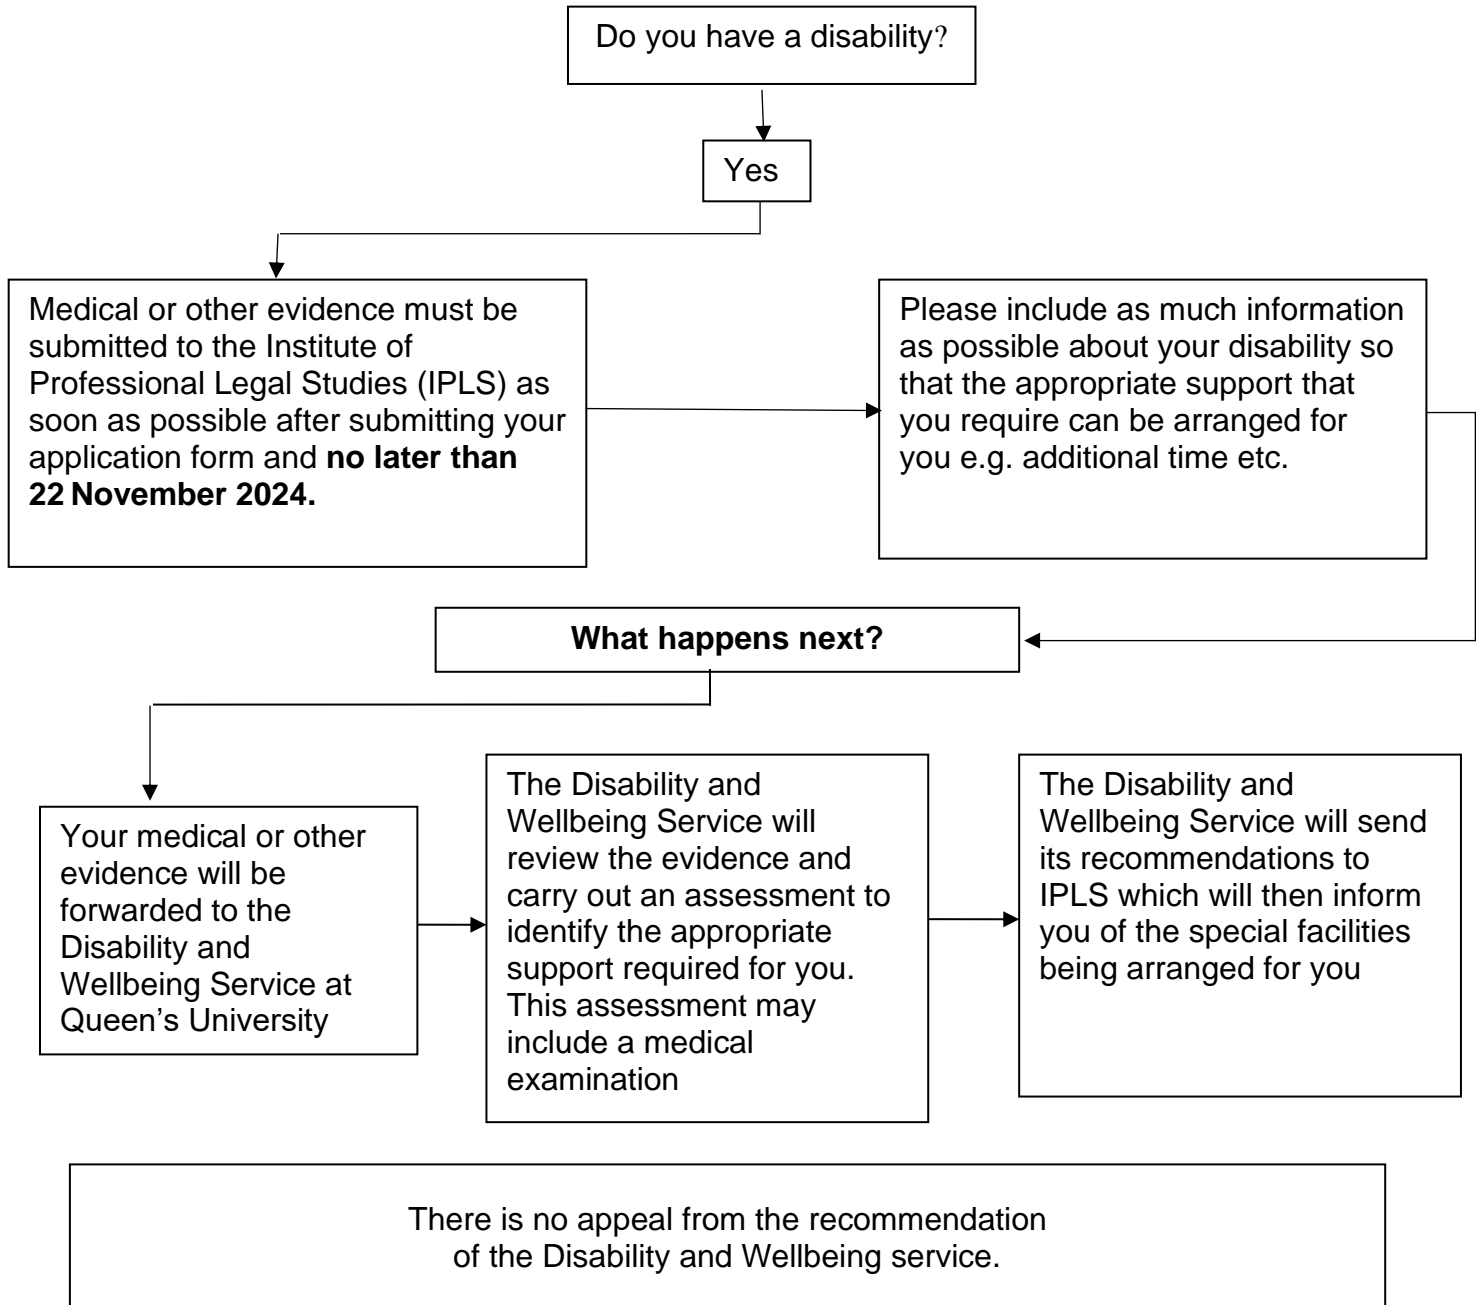 Do you have a disability?
Yes
Medical or other evidence must be
submitted to the Institute of
Professional Legal Studies (IPLS) as
soon as possible after submitting your
application form and no later than
22 November 2024.
Please include as much information
as possible about your disability so
that the appropriate support that
you require can be arranged for
you e.g. additional time etc.
What happens next?
Your medical or other
evidence will be
forwarded to the
Disability and
Wellbeing Service at
Queen’s University
The Disability and
Wellbeing Service will
review the evidence and
carry out an assessment to
identify the appropriate
support required for you.
This assessment may
include a medical
examination
The Disability and
Wellbeing Service will send
its recommendations to
IPLS which will then inform
you of the special facilities
being arranged for you
There is no appeal from the recommendation
of the Disability and Wellbeing service.